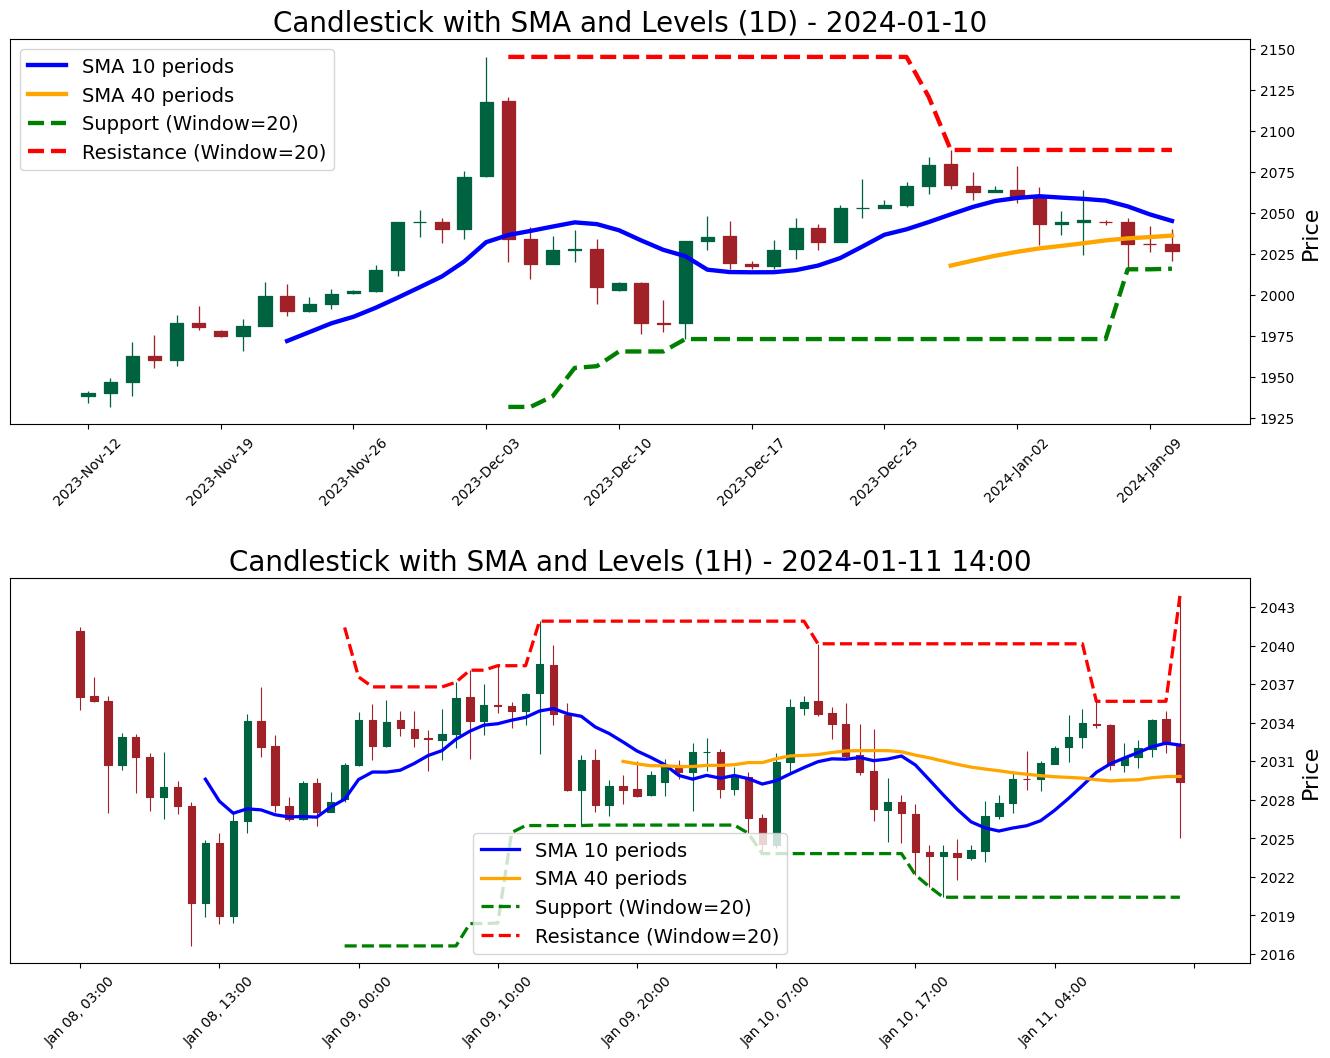 Candlestick with SMA and Levels (1D) - 2024-01-10
SMA 10 periods
SMA 40 periods
Support (Window=20)
Resistance (Window=20)
2150
2125
2100
2075
2050
2025
2000
1975
1950
1925
Price
2023-Nov-12
2023-Nov-19
2023-Nov-26
2023-Dec-03
2023-Dec-10
2023-Dec-17
2023-Dec-25
2024-Jan-02
2024-Jan-09
Candlestick with SMA and Levels (1H) - 2024-01-11 14:00
2043
2040
2037
2034
2031
2028
2025
2022
2019
2016
Price
SMA 10 periods
SMA 40 periods
Support (Window=20)
Resistance (Window=20)
Jan 08, 03:00
Jan 08, 13:00
Jan 09, 00:00
Jan 09, 10:00
Jan 09, 20:00
Jan 10, 07:00
Jan 10, 17:00
Jan 11, 04:00